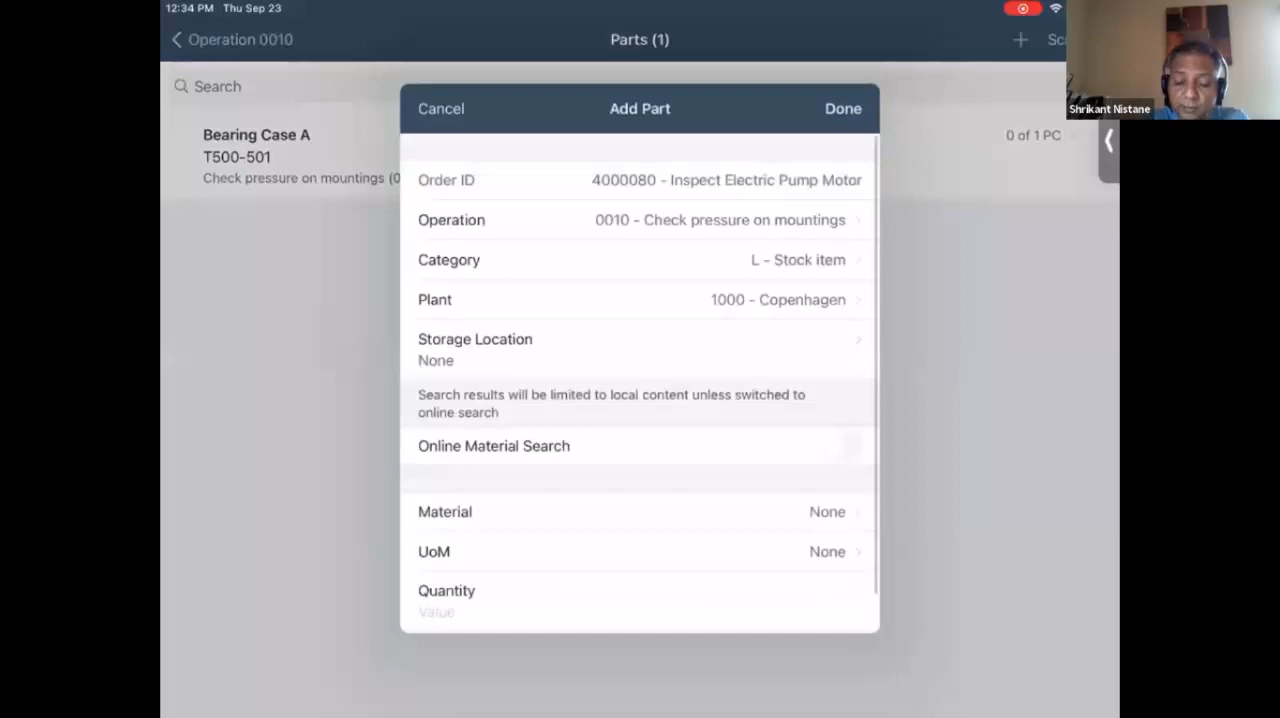 12:34 PM Thu Sep 23
Operation 0010
Parts (1)
Search
Shrikant Nistane
Cancel
Add Part
Done
Bearing Case A
0 of 1 PC
T500-501
Check pressure on mountings (0
Order ID
4000080 - Inspect Electric Pump Motor
Operation
0010 - Check pressure on mountings
Category
L - Stock item
Plant
1000 - Copenhagen
Storage Location
None
Search results will be limited to local content unless switched to
online search
Online Material Search
Material
None
UoM
None
Quantity
Value